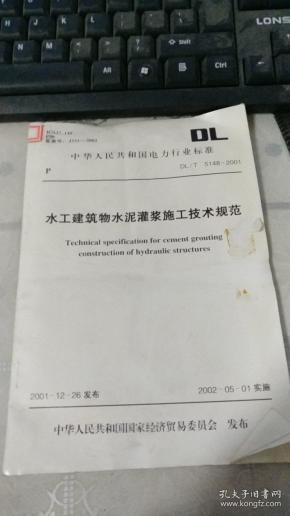 LONG
DL
中华人民共和国电力行业标准
P
DL/T 5148-2001
水工建筑物水泥灌浆施工技术规范
Technical specification for cement grouting
construction of hydraulic structures
2001-12-26 发布
2002-05-01 实施
中华人民共和国国家经济贸易委员会 发布
孔夫子旧书网